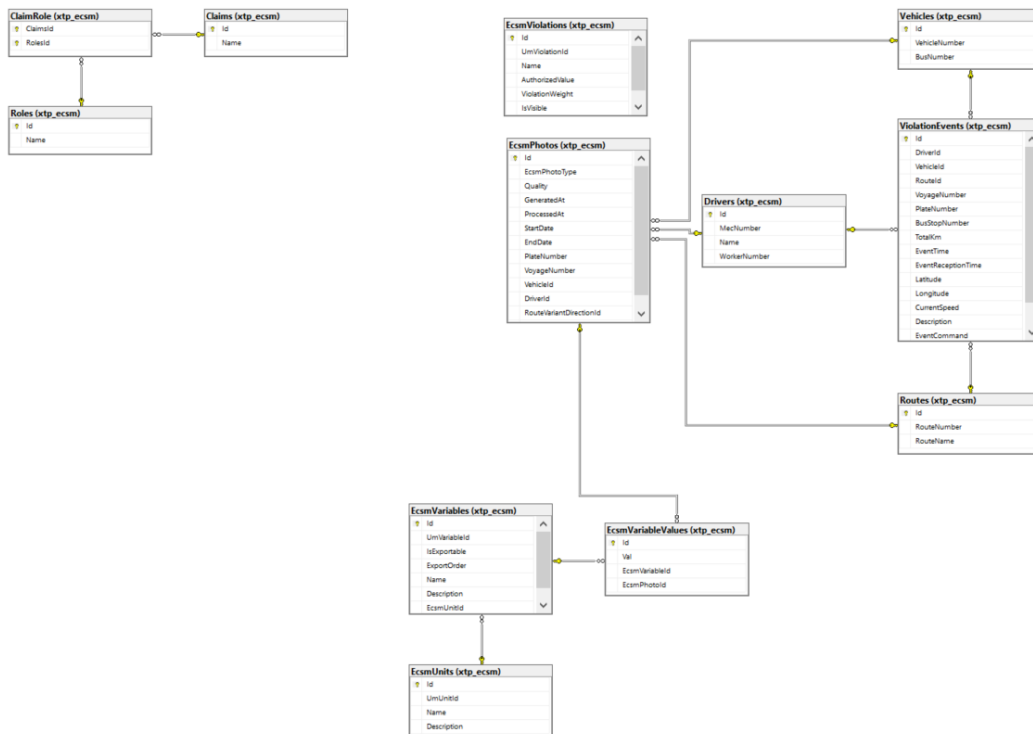 ClaimRole (xtp_ecsm)
ClaimsId
RolesId
Claims (xtp_ecsm)
Id
Name
Roles (xtp_ecsm)
Id
Name
EcsmViolations (xtp_ecsm)
Id
UmViolationId
Name
AuthorizedValue
ViolationWeight
IsVisible
Vehicles (xtp_ecsm)
Id
VehicleNumber
BusNumber
EcsmPhotos (xtp_ecsm)
Id
EcsmPhotoType
Quality
GeneratedAt
ProcessedAt
StartDate
EndDate
PlateNumber
VoyageNumber
VehicleId
DriverId
RouteVariantDirectionId
Drivers (xtp_ecsm)
Id
MecNumber
Name
WorkerNumber
ViolationEvents (xtp_ecsm)
Id
DriverId
VehicleId
RouteId
VoyageNumber
PlateNumber
BusStopNumber
TotalKm
EventTime
EventReceptionTime
Latitude
Longitude
CurrentSpeed
Description
EventCommand
Routes (xtp_ecsm)
Id
RouteNumber
RouteName
EcsmVariables (xtp_ecsm)
Id
UmVariableId
IsExportable
ExportOrder
Name
Description
EcsmUnitId
EcsmVariableValues (xtp_ecsm)
Id
Val
EcsmVariableId
EcsmPhotoId
EcsmUnits (xtp_ecsm)
Id
UmUnitId
Name
Description